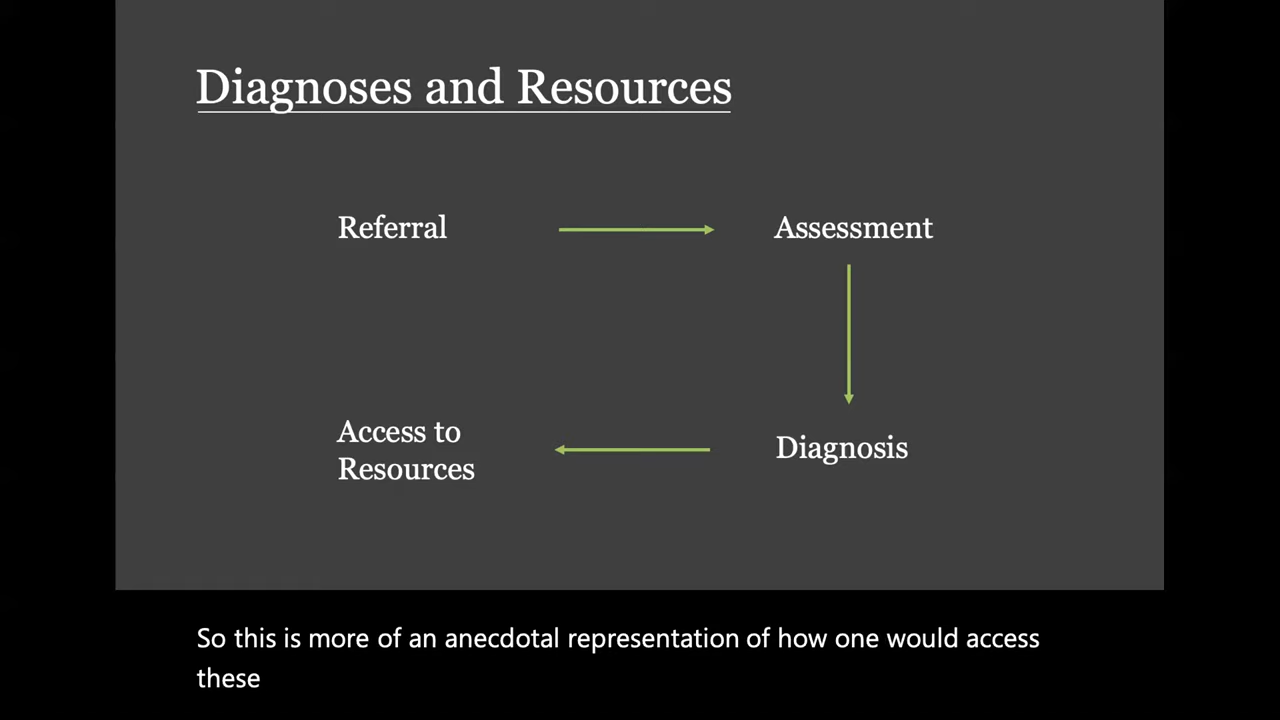 Diagnoses and Resources
Referral
Assessment
Access to
Resources
Diagnosis
So this is more of an anecdotal representation of how one would access
these